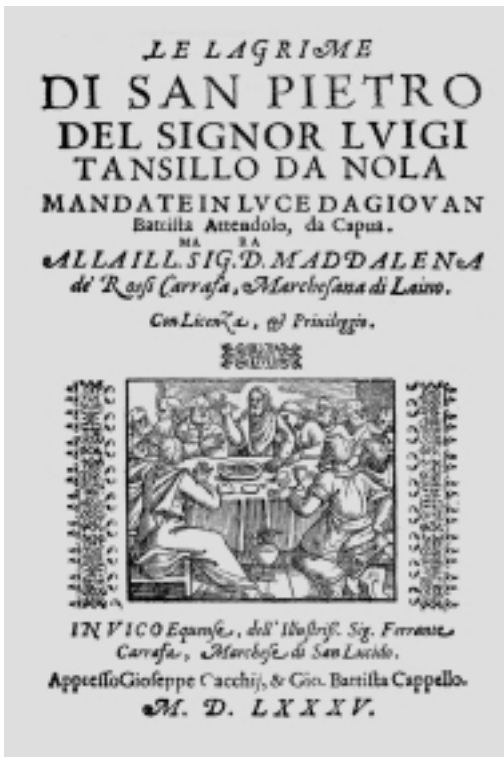 LE LAGRIME
DI SAN PIETRO
DEL SIGNOR LVIGI
TANSILLO DA NOLA
MANDATE IN LVCE DA GIOVAN
Battista Attendolo, da Capua.
MA RA
ALLA ILL. SIG. D. MADDALENA
de' Rossi Carrafa, Marchesana di Laino.
Con Licenza, & Priuileggio.
IN VICO Equense, dell' Illustriss. Sig. Ferrante
Carrafa, Marchese di San Lucido.
Appresso Gioseppe Cacchij, & Gio. Battista Cappello.
M. D. LXXXV.